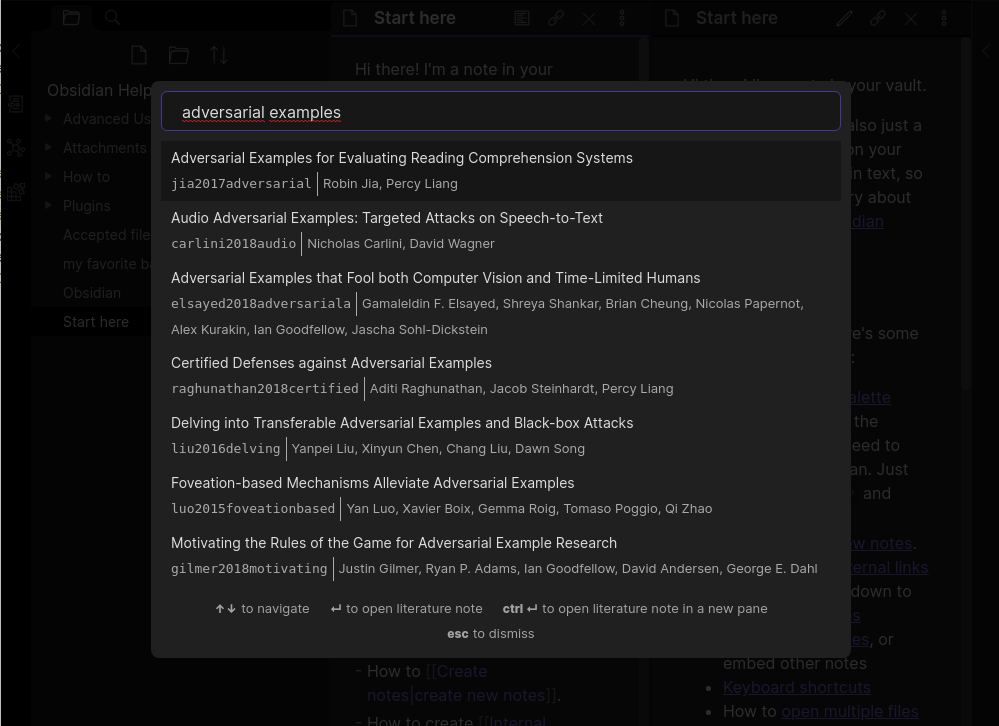 Start here
Start here
Hi there! I'm a note in your
your vault.
Obsidian Help
adversarial examples
Advanced Us
also just a
Attachments
on your
How to
in text, so
Plugins
ry about
Accepted file
dian
my favorite ba
Obsidian
Start here
Adversarial Examples for Evaluating Reading Comprehension Systems
jia2017adversarial | Robin Jia, Percy Liang
Audio Adversarial Examples: Targeted Attacks on Speech-to-Text
carlini2018audio | Nicholas Carlini, David Wagner
Adversarial Examples that Fool both Computer Vision and Time-Limited Humans
elsayed2018adversariala | Gamaleldin F. Elsayed, Shreya Shankar, Brian Cheung, Nicolas Papernot,
Alex Kurakin, Ian Goodfellow, Jascha Sohl-Dickstein
Certified Defenses against Adversarial Examples
raghunathan2018certified | Aditi Raghunathan, Jacob Steinhardt, Percy Liang
Delving into Transferable Adversarial Examples and Black-box Attacks
liu2016delving | Yanpei Liu, Xinyun Chen, Chang Liu, Dawn Song
Foveation-based Mechanisms Alleviate Adversarial Examples
luo2015foveationbased | Yan Luo, Xavier Boix, Gemma Roig, Tomaso Poggio, Qi Zhao
Motivating the Rules of the Game for Adversarial Example Research
gilmer2018motivating | Justin Gilmer, Ryan P. Adams, Ian Goodfellow, David Andersen, George E. Dahl
↑↓ to navigate ↵ to open literature note ctrl ↵ to open literature note in a new pane
esc to dismiss
re's some
:
alette
the
eed to
an. Just
and
w notes.
ernal links
down to
s
es, or
embed other notes
- How to [[Create
notes|create new notes]].
- How to create [[Internal
• Keyboard shortcuts
• How to open multiple files